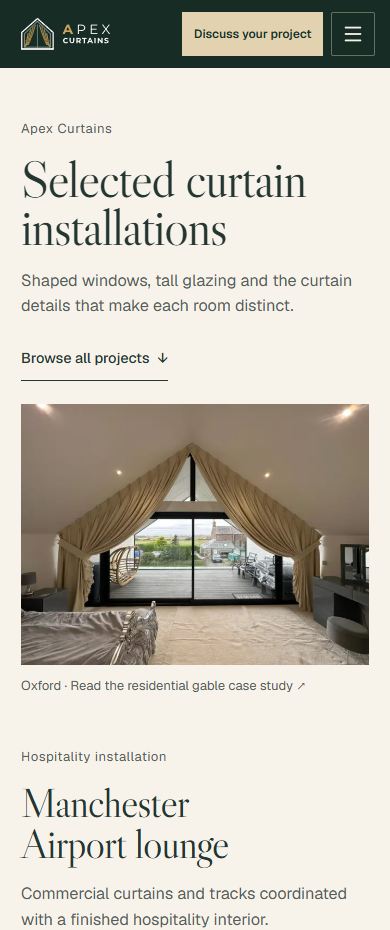 APEX
CURTAINS
Discuss your project
Apex Curtains
Selected curtain
installations
Shaped windows, tall glazing and the curtain
details that make each room distinct.
Browse all projects ↓
Oxford · Read the residential gable case study ↗
Hospitality installation
Manchester
Airport lounge
Commercial curtains and tracks coordinated
with a finished hospitality interior.